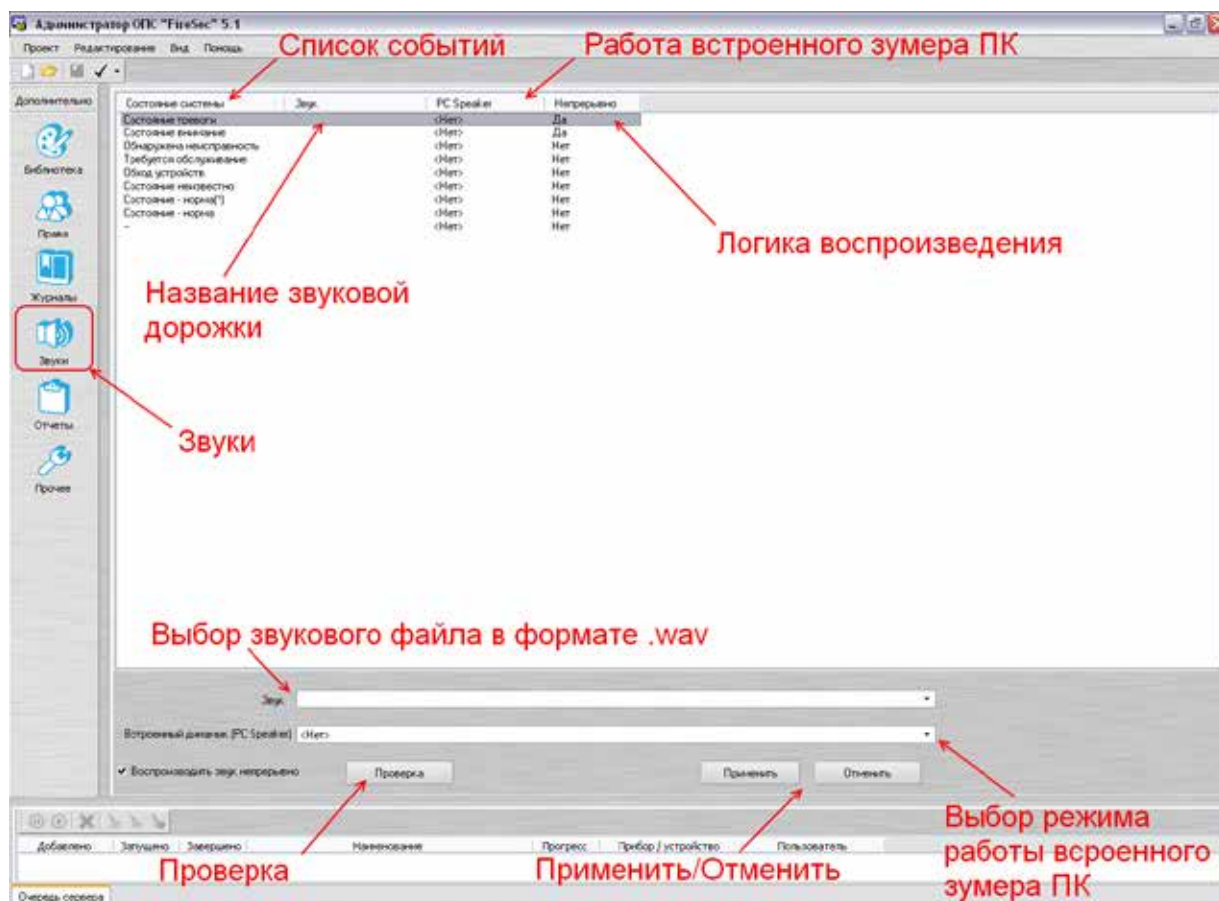 Администратор ОПК "FireSec" 5.1
Проект Редактирование Вид Помощь
Список событий
Работа встроенного зумера ПК
Дополнительно
Состояние системы Звук PC Speaker Непрерывно
Состояние тревоги <Нет> Да
Состояние внимание <Нет> Да
Обнаружена неисправность <Нет> Нет
Требуется обслуживание <Нет> Нет
Обход устройств <Нет> Нет
Состояние неизвестно <Нет> Нет
Состояние - норма(*) <Нет> Нет
Состояние - норма <Нет> Нет
- <Нет> Нет
Библиотека
Права
Журналы
Звуки
Отчеты
Прочее
Логика воспроизведения
Название звуковой
дорожки
Звуки
Выбор звукового файла в формате .wav
Звук
Встроенный динамик (PC Speaker) <Нет>
Воспроизводить звук непрерывно Проверка Применить Отменить
Выбор режима
работы всроенного
зумера ПК
Добавлено Запущено Завершено Наименование Прогресс Прибор / устройство Пользователь
Проверка
Применить/Отменить
Очередь сервера